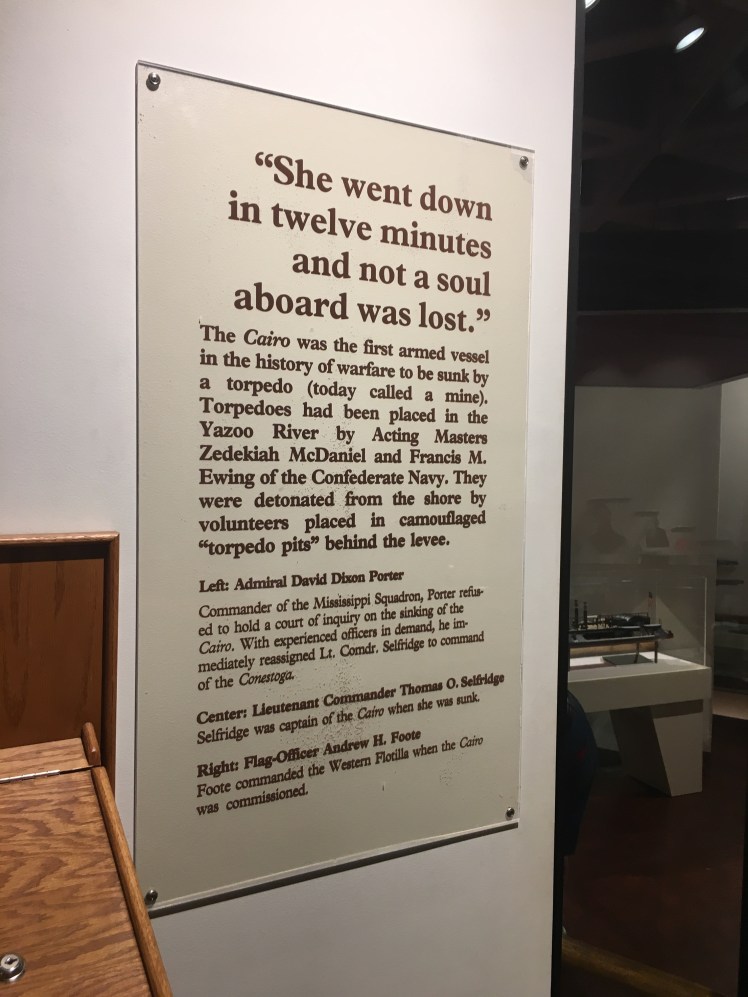 “She went down
in twelve minutes
and not a soul
aboard was lost.”
The Cairo was the first armed vessel
in the history of warfare to be sunk by
a torpedo (today called a mine).
Torpedoes had been placed in the
Yazoo River by Acting Masters
Zedekiah McDaniel and Francis M.
Ewing of the Confederate Navy. They
were detonated from the shore by
volunteers placed in camouflaged
“torpedo pits” behind the levee.
Left: Admiral David Dixon Porter
Commander of the Mississippi Squadron, Porter refus-
ed to hold a court of inquiry on the sinking of the
Cairo. With experienced officers in demand, he im-
mediately reassigned Lt. Comdr. Selfridge to command
of the Conestoga.
Center: Lieutenant Commander Thomas O. Selfridge
Selfridge was captain of the Cairo when she was sunk.
Right: Flag-Officer Andrew H. Foote
Foote commanded the Western Flotilla when the Cairo
was commissioned.